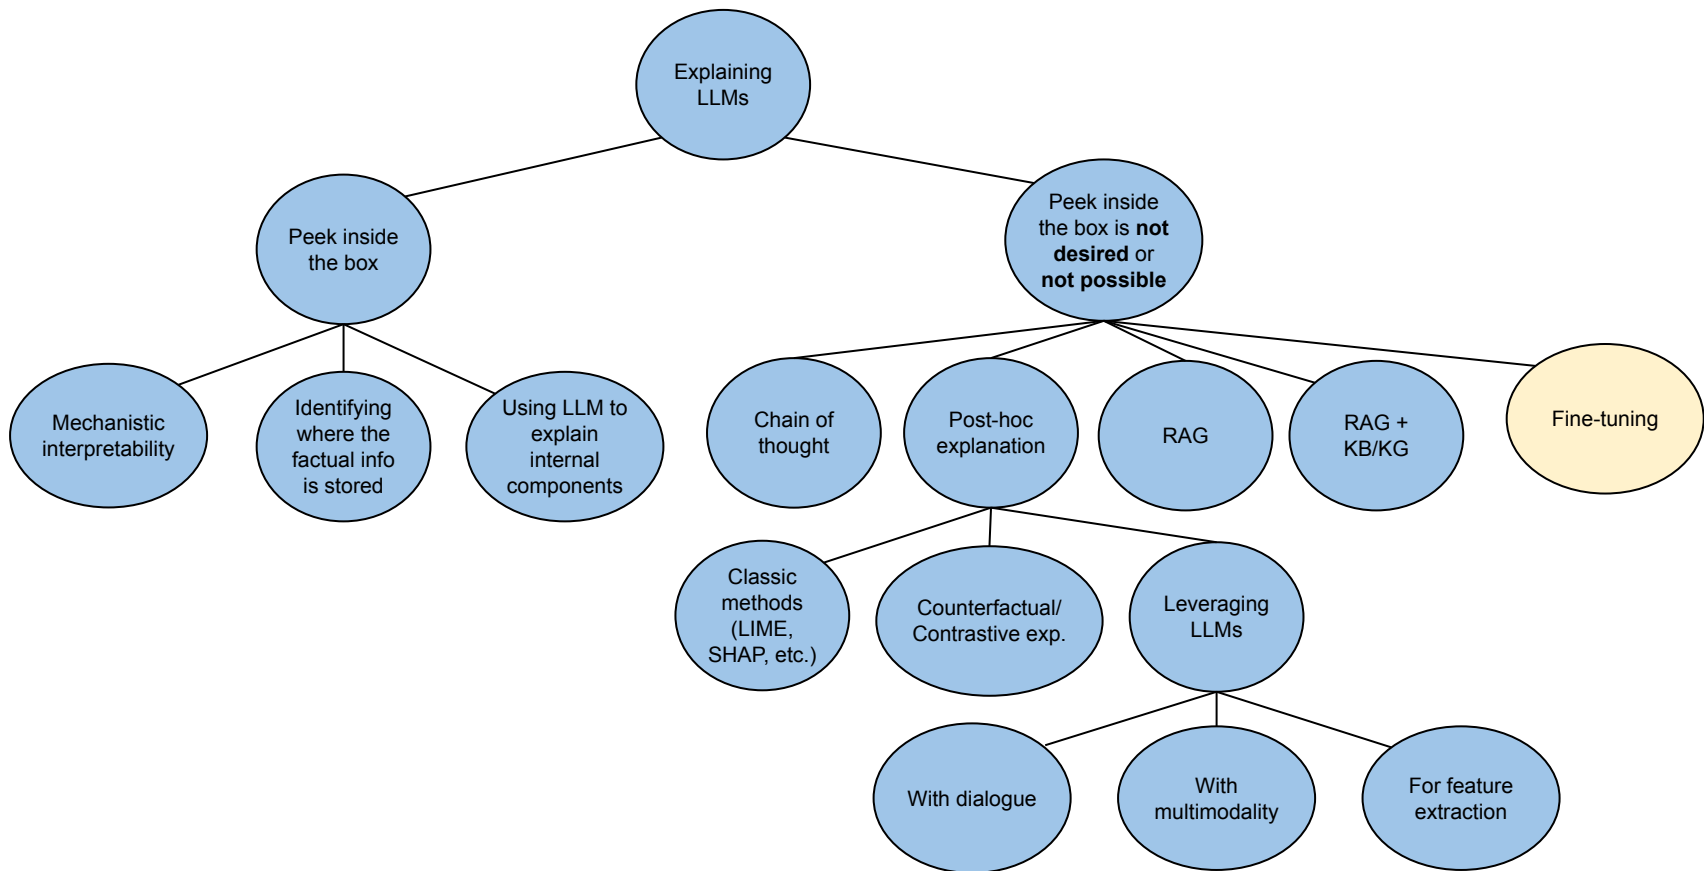 Explaining
LLMs
Peek inside
the box
Peek inside
the box is not
desired or
not possible
Mechanistic
interpretability
Identifying
where the
factual info
is stored
Using LLM to
explain
internal
components
Chain of
thought
Post-hoc
explanation
RAG
RAG +
KB/KG
Fine-tuning
Classic
methods
(LIME,
SHAP, etc.)
Counterfactual/
Contrastive exp.
Leveraging
LLMs
With dialogue
With
multimodality
For feature
extraction